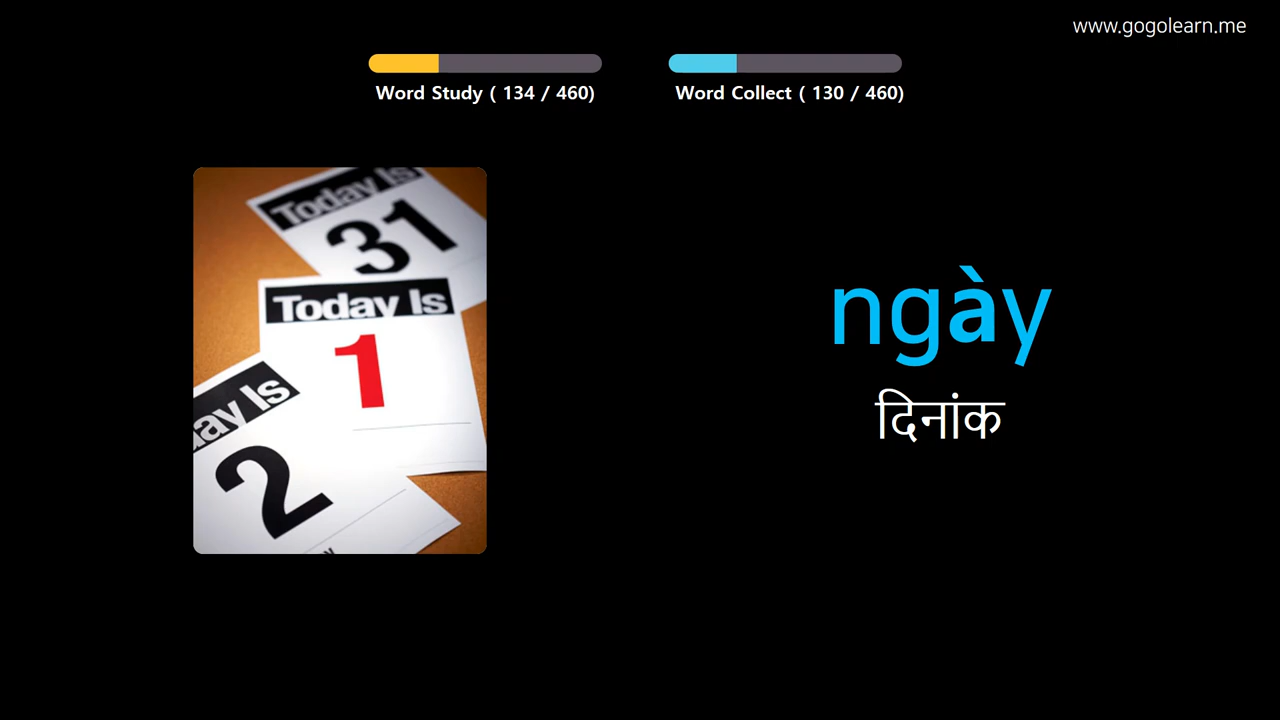 www.gogolearn.me
Word Study ( 134 / 460)
Word Collect ( 130 / 460)
Today Is
31
Today Is
1
ay Is
2
ngày
दिनांक